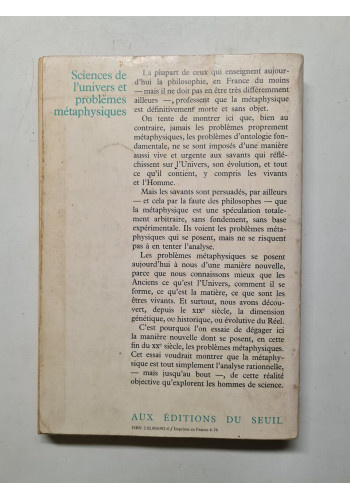 Sciences de
l'univers et
problèmes
métaphysiques
La plupart de ceux qui enseignent aujour-
d'hui la philosophie, en France du moins
— mais il ne doit pas en être très différemment
ailleurs —, professent que la métaphysique
est définitivement morte et sans objet.
On tente de montrer ici que, bien au
contraire, jamais les problèmes proprement
métaphysiques, les problèmes d'ontologie fon-
damentale, ne se sont imposés d'une manière
aussi vive et urgente aux savants qui réflé-
chissent sur l'Univers, son évolution, et tout
ce qu'il contient, y compris les vivants
et l'Homme.
Mais les savants sont persuadés, par ailleurs
— et cela par la faute des philosophes — que
la métaphysique est une spéculation totale-
ment arbitraire, sans fondement, sans base
expérimentale. Ils voient les problèmes méta-
physiques qui se posent, mais ne se risquent
pas à en tenter l'analyse.
Les problèmes métaphysiques se posent
aujourd'hui à nous d'une manière nouvelle,
parce que nous connaissons mieux que les
Anciens ce qu'est l'Univers, comment il se
forme, ce qu'est la matière, ce que sont les
êtres vivants. Et surtout, nous avons décou-
vert, depuis le XIXe siècle, la dimension
génétique, ou historique, ou évolutive du Réel.
C'est pourquoi l'on essaie de dégager ici
la manière nouvelle dont se posent, en cette
fin du XXe siècle, les problèmes métaphysiques.
Cet essai voudrait montrer que la métaphy-
sique est tout simplement l'analyse rationnelle,
— mais jusqu'au bout —, de cette réalité
objective qu'explorent les hommes de science.
AUX ÉDITIONS DU SEUIL
Imprimé en France